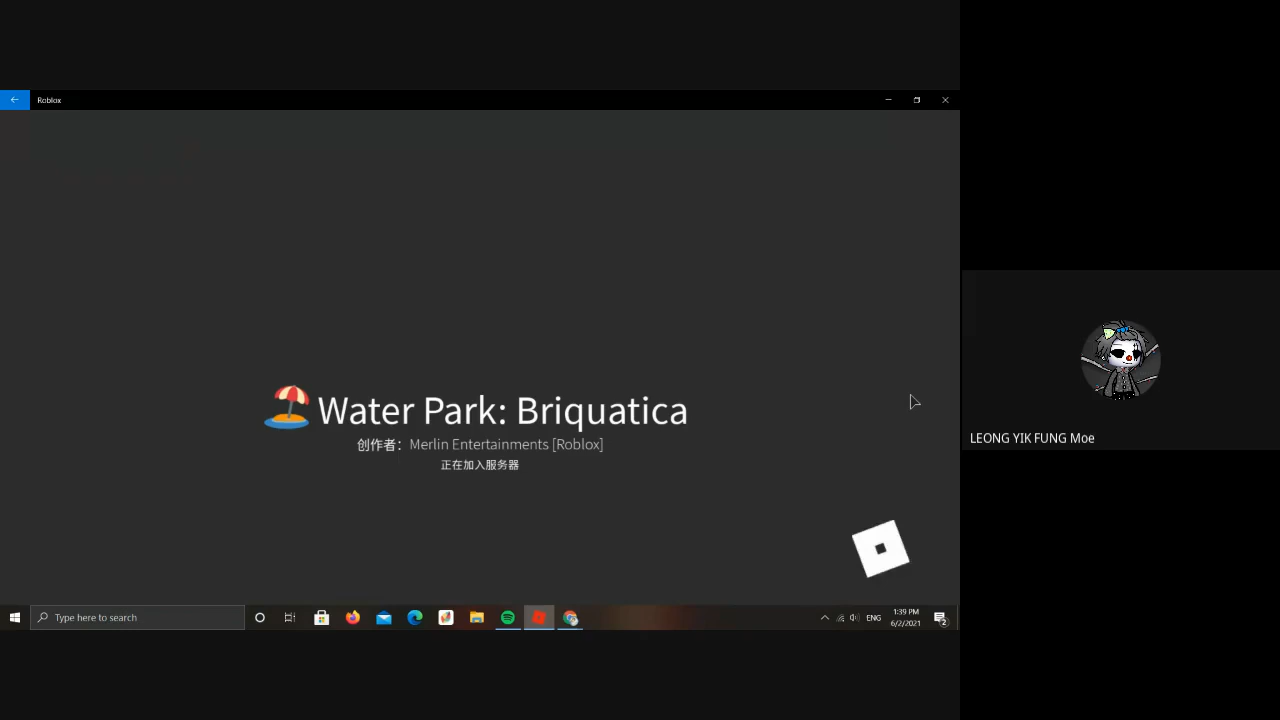 Roblox
Water Park: Briquatica
创作者：Merlin Entertainments [Roblox]
正在加入服务器
LEONG YIK FUNG Moe
Type here to search
ENG
1:39 PM
6/2/2021
2